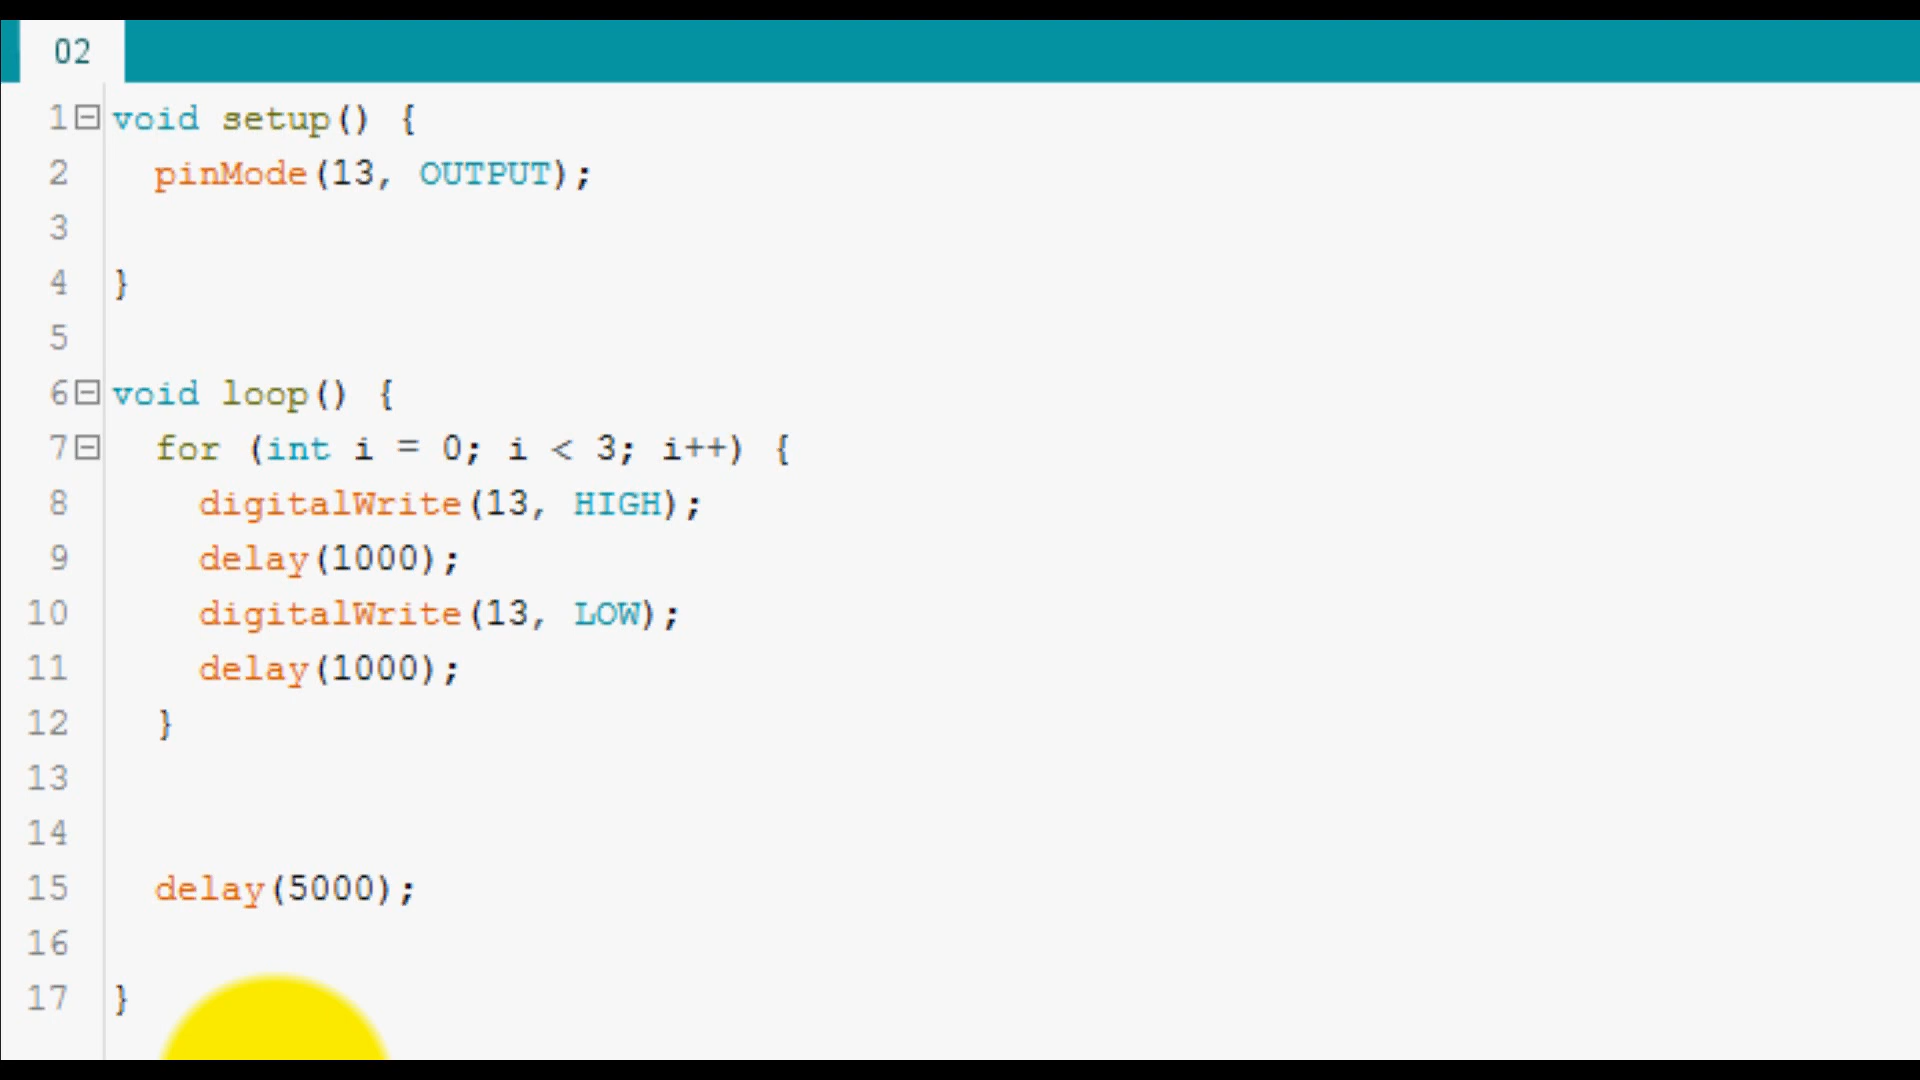 02
1 void setup() {
2 pinMode(13, OUTPUT);
3
4 }
5
6 void loop() {
7 for (int i = 0; i < 3; i++) {
8 digitalWrite(13, HIGH);
9 delay(1000);
10 digitalWrite(13, LOW);
11 delay(1000);
12 }
13
14
15 delay(5000);
16
17 }